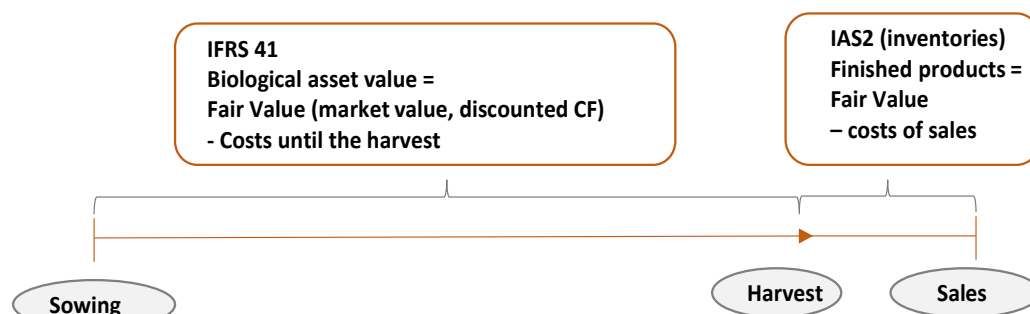 IFRS 41
Biological asset value =
Fair Value (market value, discounted CF)
- Costs until the harvest
IAS2 (inventories)
Finished products =
Fair Value
– costs of sales
Sowing
Harvest
Sales